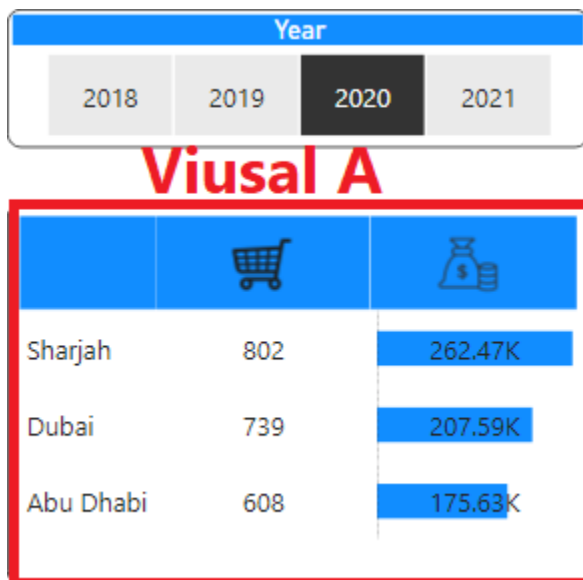 Year
2018 2019 2020 2021
Viusal A
$
Sharjah 802 262.47K
Dubai 739 207.59K
Abu Dhabi 608 175.63K